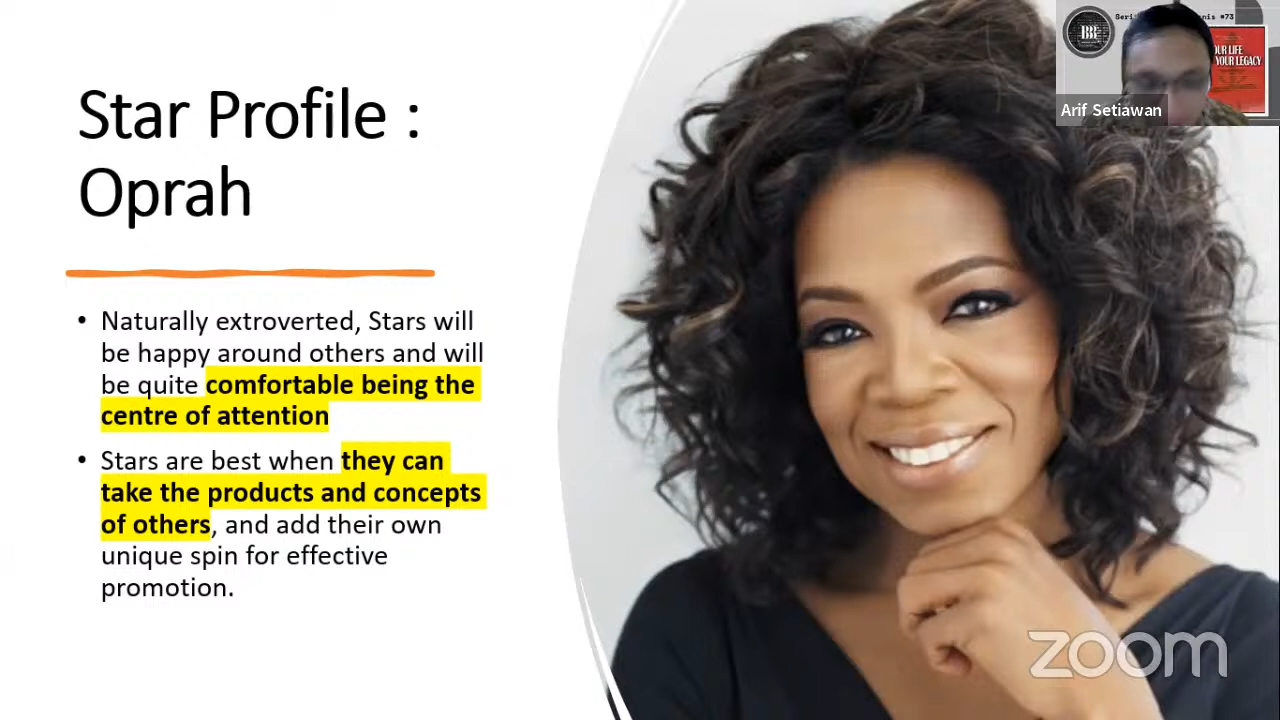 Star Profile :
Oprah
• Naturally extroverted, Stars will
be happy around others and will
be quite comfortable being the
centre of attention
• Stars are best when they can
take the products and concepts
of others, and add their own
unique spin for effective
promotion.
#73
BB
YOUR LEGACY
Arif Setiawan
zoom